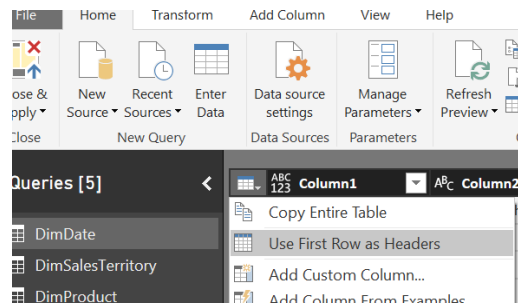 File Home Transform Add Column View Help
ose & New Recent Enter Data source Manage Refresh
pply Source Sources Data settings Parameters Preview
Close New Query Data Sources Parameters
Queries [5] ABC 123 Column1 ABC Column2
DimDate
DimSalesTerritory
DimProduct
Copy Entire Table
Use First Row as Headers
Add Custom Column...
Add Column From Examples